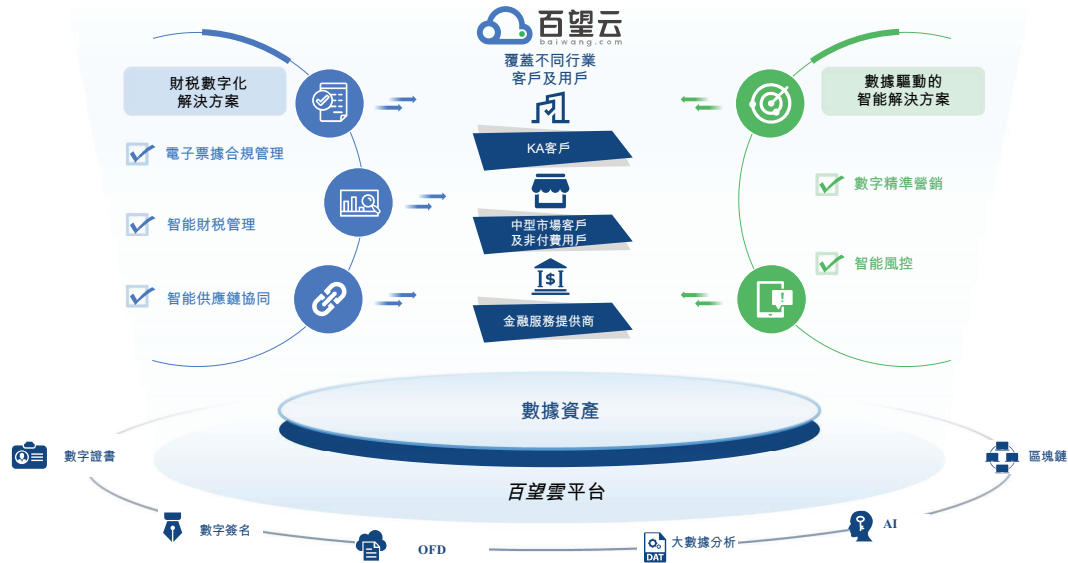 百望云
baiwang.com
覆蓋不同行業
客戶及用戶
財稅數字化
解決方案
電子票據合規管理
智能財稅管理
智能供應鏈協同
KA客戶
中型市場客戶
及非付費用戶
$
金融服務提供商
數據驅動的
智能解決方案
數字精準營銷
智能風控
!
數據資產
百望雲平台
數字證書
數字簽名
OFD
DAT
大數據分析
AI
區塊鏈